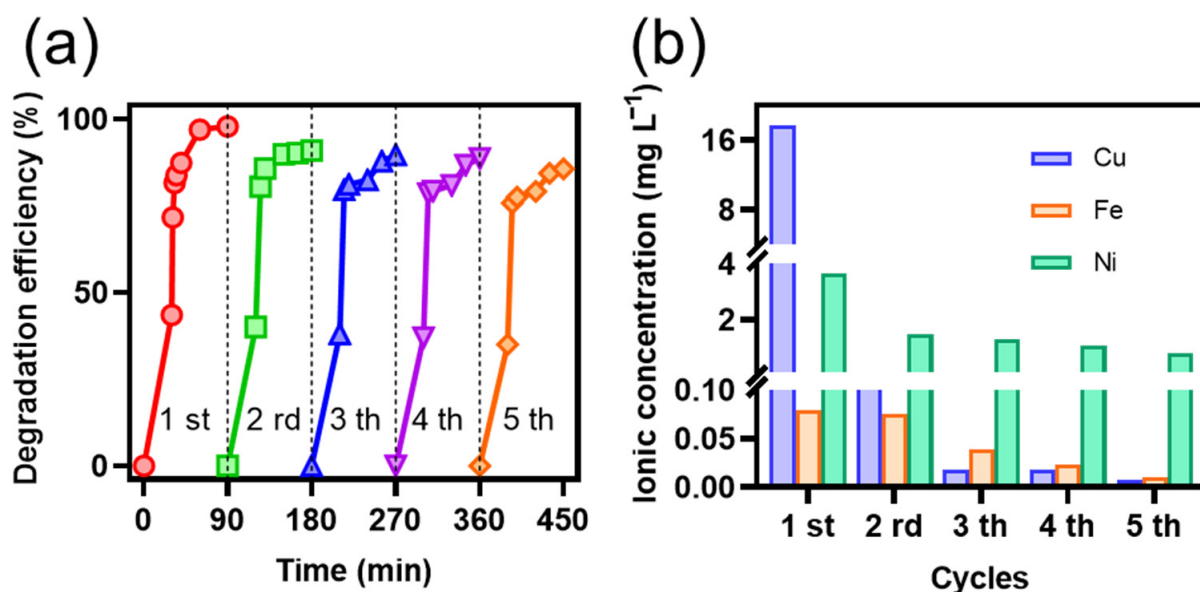 (a)
Degradation efficiency (%)
100
50
0
1 st
2 rd
3 th
4 th
5 th
0 90 180 270 360 450
Time (min)
(b)
Ionic concentration (mg L⁻¹)
16
8
4
2
0.10
0.05
0.00
Cu
Fe
Ni
1 st 2 rd 3 th 4 th 5 th
Cycles